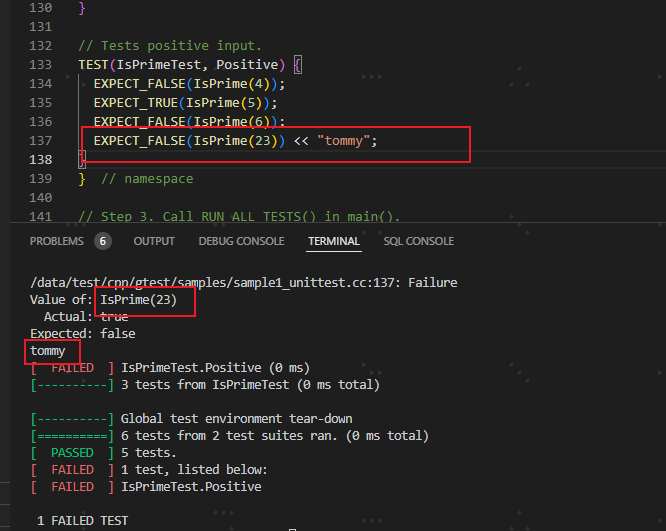 130 }
131
132 // Tests positive input.
133 TEST(IsPrimeTest, Positive) {
134 EXPECT_FALSE(IsPrime(4));
135 EXPECT_TRUE(IsPrime(5));
136 EXPECT_FALSE(IsPrime(6));
137 EXPECT_FALSE(IsPrime(23)) << "tommy";
138 }
139 } // namespace
140
141 // Step 3. Call RUN_ALL_TESTS() in main().
PROBLEMS 6 OUTPUT DEBUG CONSOLE TERMINAL SQL CONSOLE
/data/test/cpp/gtest/samples/sample1_unittest.cc:137: Failure
Value of: IsPrime(23)
Actual: true
Expected: false
tommy
[ FAILED ] IsPrimeTest.Positive (0 ms)
[----------] 3 tests from IsPrimeTest (0 ms total)
[----------] Global test environment tear-down
[==========] 6 tests from 2 test suites ran. (0 ms total)
[ PASSED ] 5 tests.
[ FAILED ] 1 test, listed below:
[ FAILED ] IsPrimeTest.Positive
1 FAILED TEST